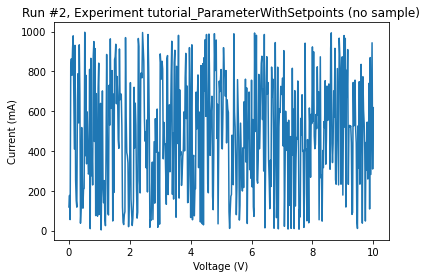 Run #2, Experiment tutorial_ParameterWithSetpoints (no sample)
1000
800
600
400
200
0
Current (mA)
0 2 4 6 8 10
Voltage (V)